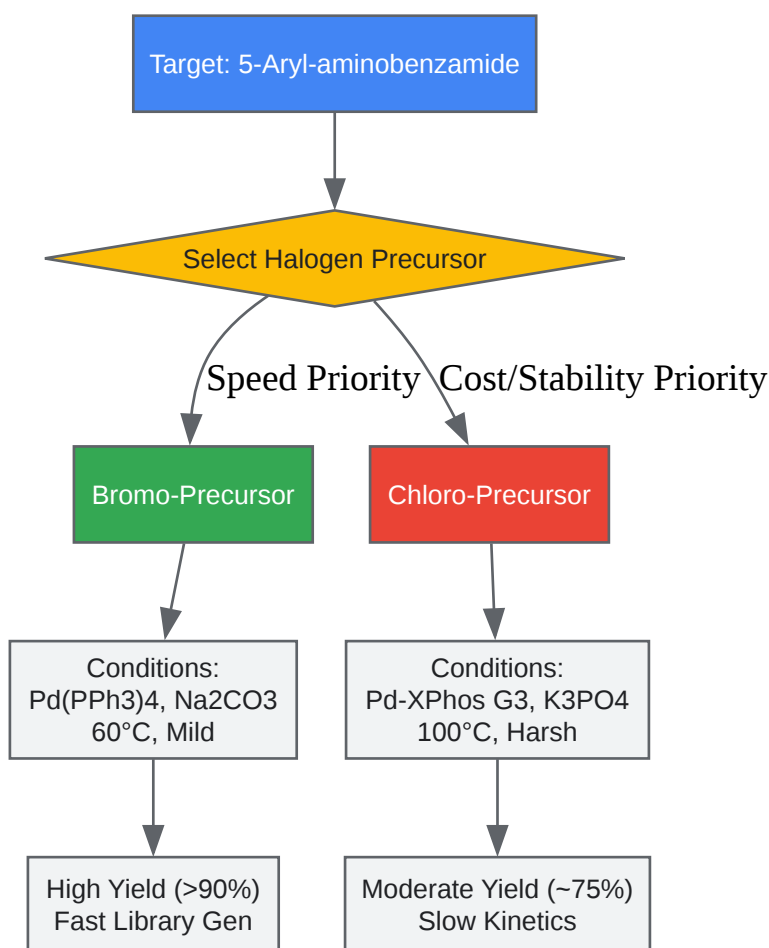 Target: 5-Aryl-aminobenzamide
Select Halogen Precursor
Speed Priority
Cost/Stability Priority
Bromo-Precursor
Chloro-Precursor
Conditions:
Pd(PPh3)4, Na2CO3
60°C, Mild
Conditions:
Pd-XPhos G3, K3PO4
100°C, Harsh
High Yield (>90%)
Fast Library Gen
Moderate Yield (~75%)
Slow Kinetics